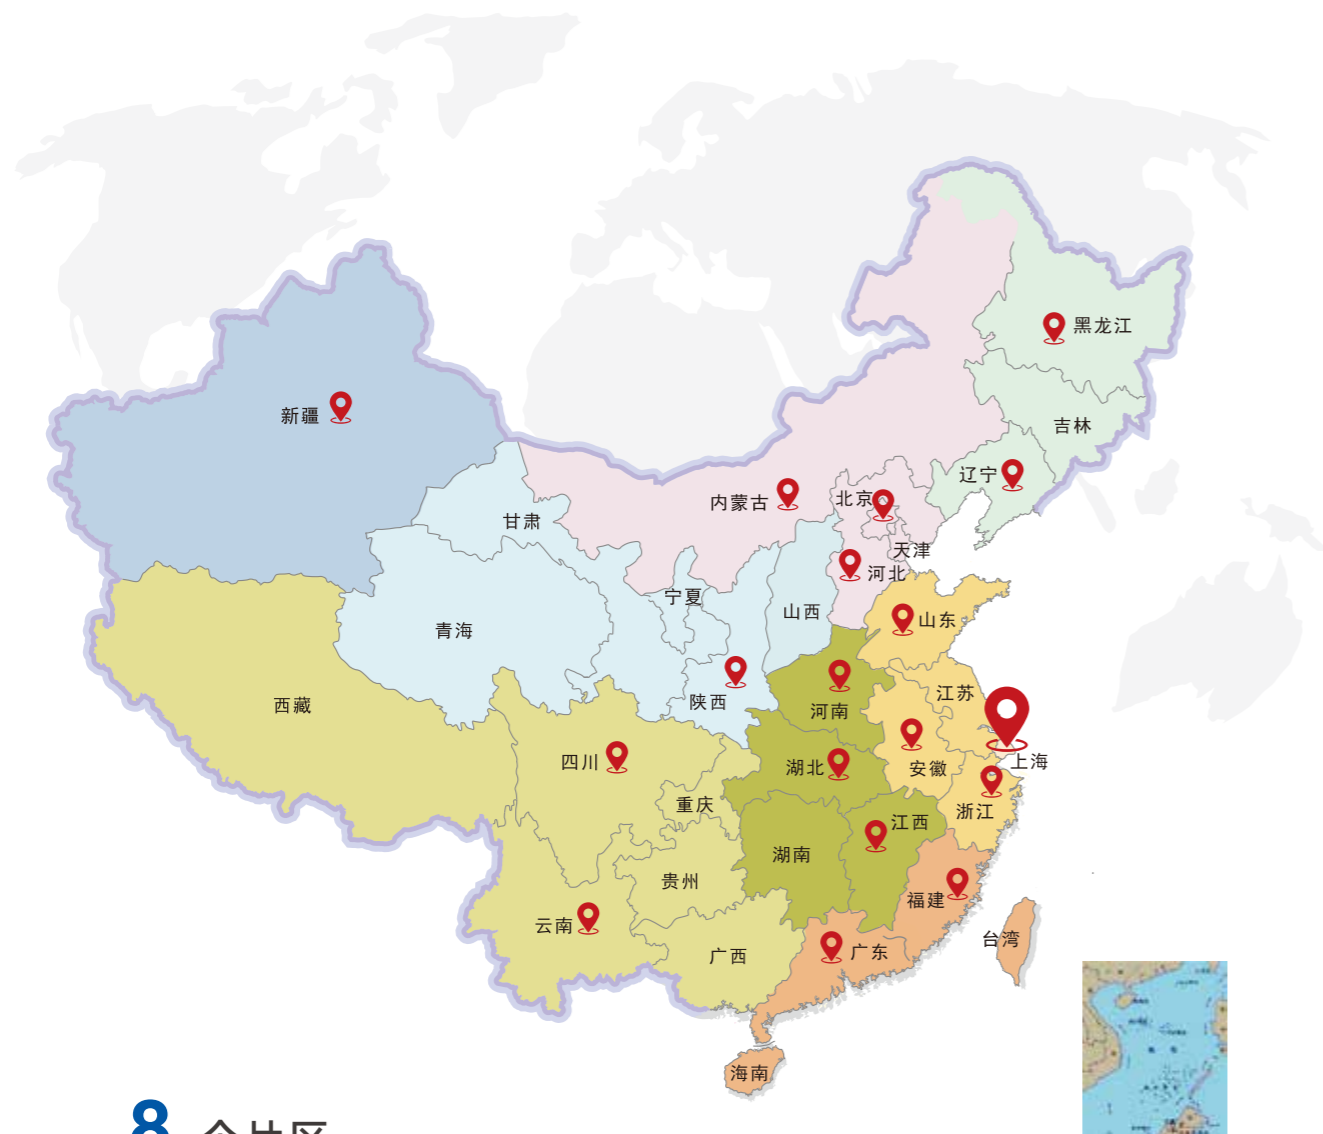 黑龙江
新疆
吉林
辽宁
内蒙古
北京
甘肃
天津
河北
宁夏
山西
山东
青海
江苏
陕西
西藏
河南
上海
四川
湖北
安徽
重庆
浙江
江西
湖南
贵州
福建
云南
台湾
广西
广东
海南
8 个片区